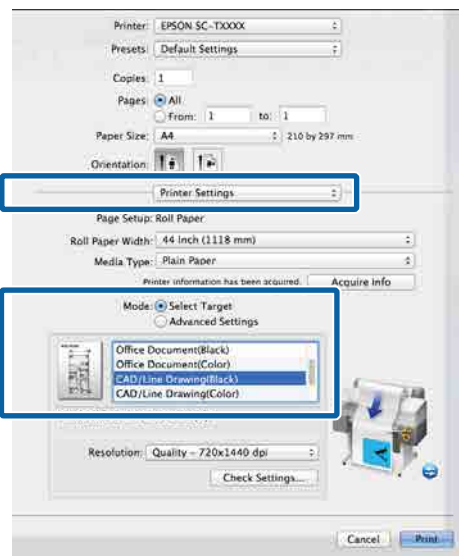 Printer: EPSON SC-TXXXX
Presets: Default Settings
Copies: 1
Pages: All
From: 1 to: 1
Paper Size: A4 210 by 297 mm
Orientation:
Printer Settings
Page Setup: Roll Paper
Roll Paper Width: 44 Inch (1118 mm)
Media Type: Plain Paper
Printer information has been acquired. Acquire Info
Mode: Select Target
Advanced Settings
Office Document(Black)
Office Document(Color)
CAD/Line Drawing(Black)
CAD/Line Drawing(Color)
Resolution: Quality - 720x1440 dpi
Check Settings...
Cancel Print